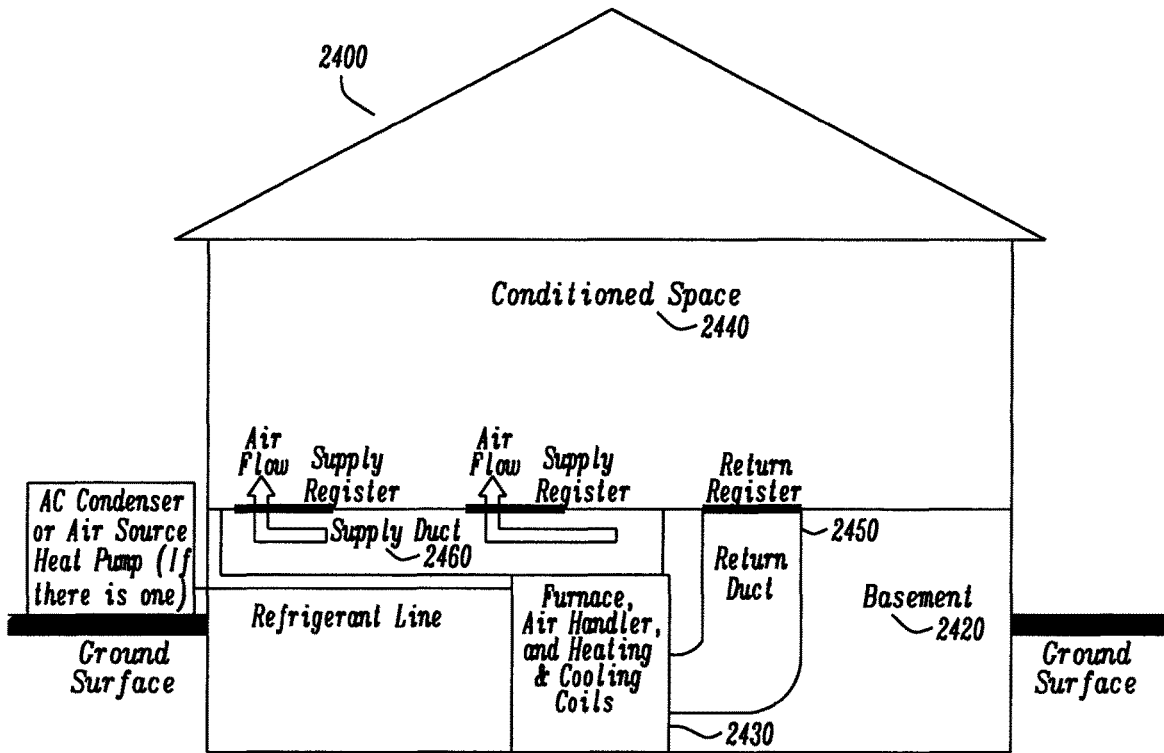 2400
Conditioned Space
2440
Air
Flow
Supply
Register
Air
Flow
Supply
Register
Return
Register
AC Condenser
or Air Source
Heat Pump (If
there is one)
Supply Duct
2460
2450
Return
Duct
Refrigerant Line
Furnace,
Air Handler,
and Heating
& Cooling
Coils
Basement
2420
Ground
Surface
Ground
Surface
2430